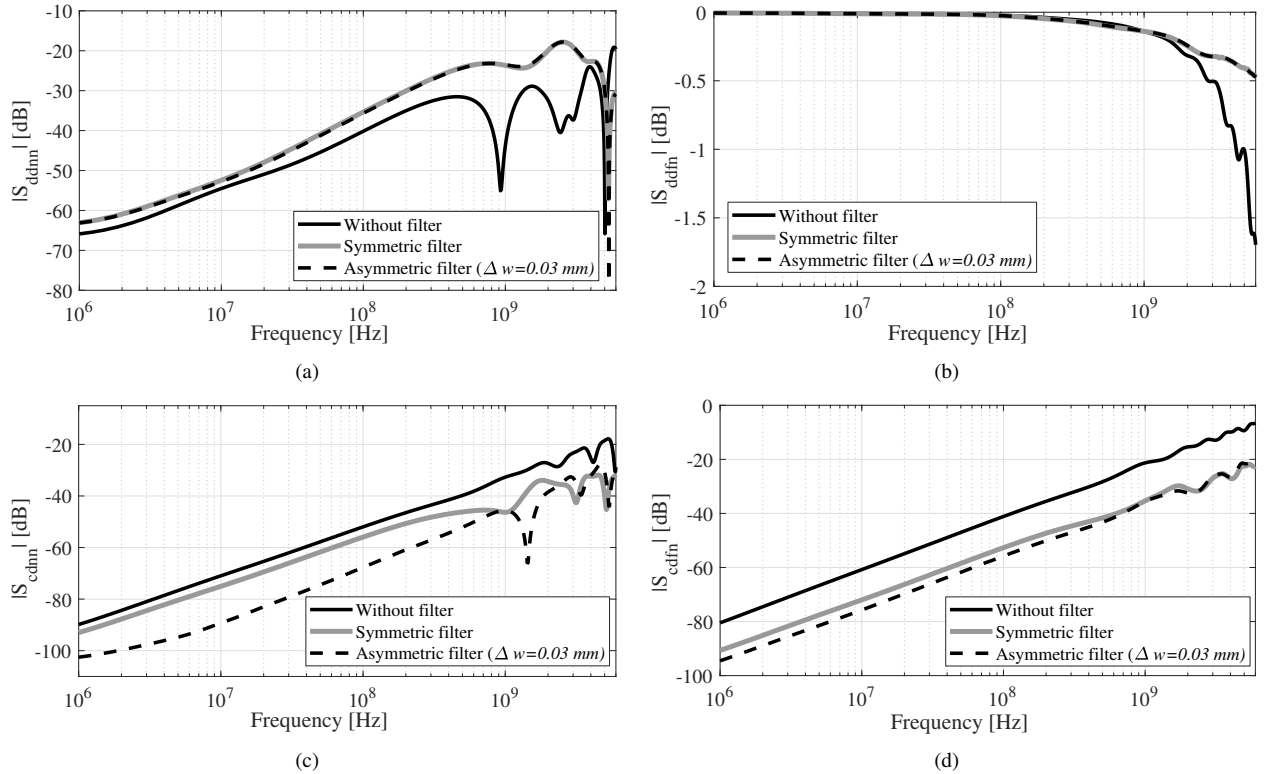 0
-10
-20
-30
-40
-50
-60
-70
-80
|S_ddnn| [dB]
Without filter
Symmetric filter
Asymmetric filter (Δ w=0.03 mm)
10^6 10^7 10^8 10^9
Frequency [Hz]
(a)
0
-0.5
-1
-1.5
-2
|S_ddfn| [dB]
Without filter
Symmetric filter
Asymmetric filter (Δ w=0.03 mm)
10^6 10^7 10^8 10^9
Frequency [Hz]
(b)
-20
-40
-60
-80
-100
|S_cdnn| [dB]
Without filter
Symmetric filter
Asymmetric filter (Δ w=0.03 mm)
10^6 10^7 10^8 10^9
Frequency [Hz]
(c)
0
-20
-40
-60
-80
-100
|S_cdfn| [dB]
Without filter
Symmetric filter
Asymmetric filter (Δ w=0.03 mm)
10^6 10^7 10^8 10^9
Frequency [Hz]
(d)